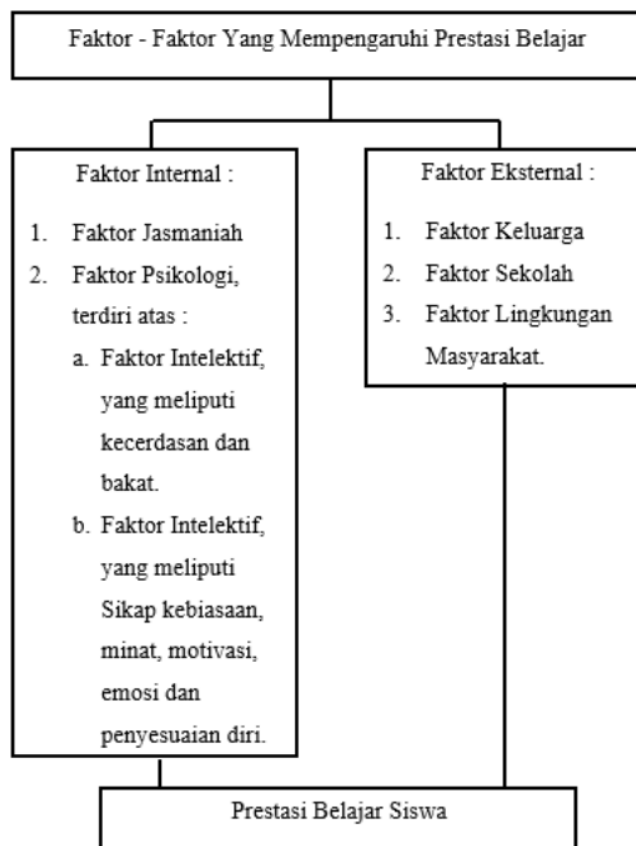 Faktor - Faktor Yang Mempengaruhi Prestasi Belajar
Faktor Internal :
1. Faktor Jasmaniah
2. Faktor Psikologi,
terdiri atas :
a. Faktor Intelektif,
yang meliputi
kecerdasan dan
bakat.
b. Faktor Intelektif,
yang meliputi
Sikap kebiasaan,
minat, motivasi,
emosi dan
penyesuaian diri.
Faktor Eksternal :
1. Faktor Keluarga
2. Faktor Sekolah
3. Faktor Lingkungan
Masyarakat.
Prestasi Belajar Siswa